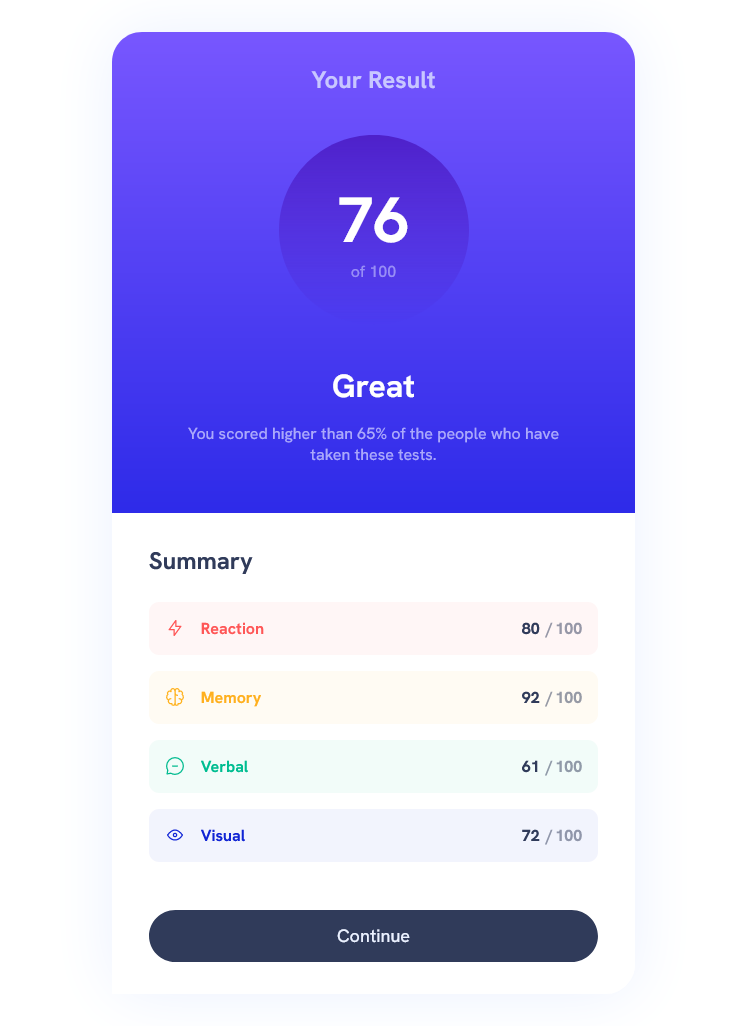 Your Result
76
of 100
Great
You scored higher than 65% of the people who have
taken these tests.
Summary
Reaction 80 / 100
Memory 92 / 100
Verbal 61 / 100
Visual 72 / 100
Continue